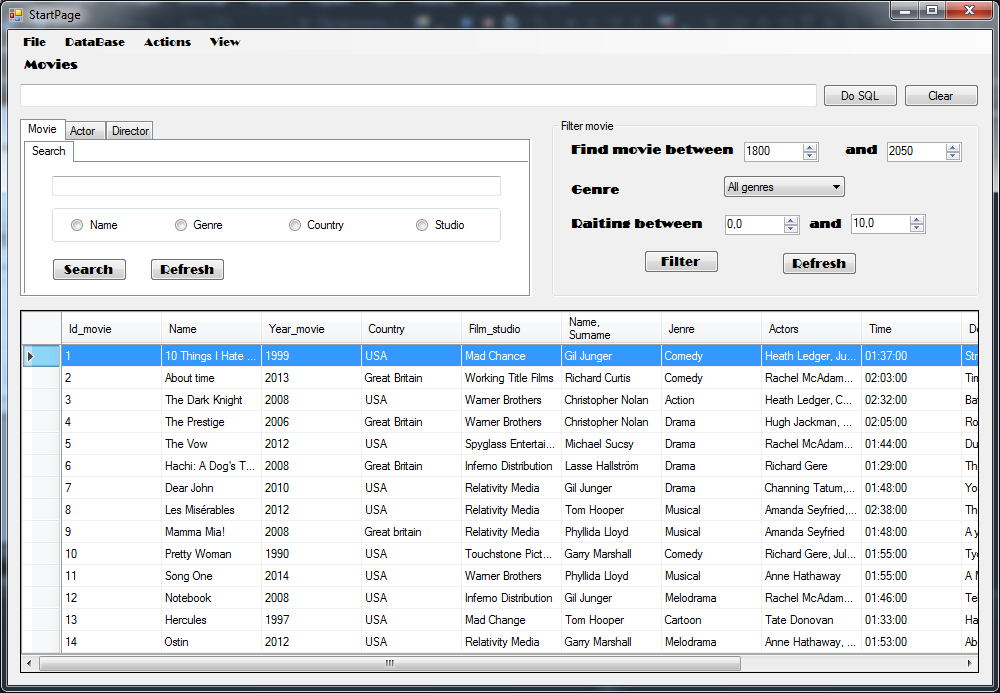 StartPage
File DataBase Actions View
Movies
Do SQL Clear
Movie Actor Director
Search
Name Genre Country Studio
Search Refresh
Filter movie
Find movie between 1800 and 2050
Genre All genres
Raiting between 0,0 and 10,0
Filter Refresh
Id_movie Name Year_movie Country Film_studio Name, Surname Jenre Actors Time De
1 10 Things I Hate ... 1999 USA Mad Chance Gil Junger Comedy Heath Ledger, Ju... 01:37:00 Str
2 About time 2013 Great Britain Working Title Films Richard Curtis Comedy Rachel McAdam... 02:03:00 Tim
3 The Dark Knight 2008 USA Warner Brothers Christopher Nolan Action Heath Ledger, C... 02:32:00 Ba
4 The Prestige 2006 Great Britain Warner Brothers Christopher Nolan Drama Hugh Jackman, ... 02:05:00 Ro
5 The Vow 2012 USA Spyglass Entertai... Michael Sucsy Drama Rachel McAdam... 01:44:00 Du
6 Hachi: A Dog's T... 2008 Great Britain Inferno Distribution Lasse Hallström Drama Richard Gere 01:29:00 Th
7 Dear John 2010 USA Relativity Media Gil Junger Drama Channing Tatum,... 01:48:00 Yo
8 Les Misérables 2012 USA Relativity Media Tom Hooper Musical Amanda Seyfried,... 02:38:00 Th
9 Mamma Mia! 2008 Great britain Relativity Media Phyllida Lloyd Musical Amanda Seyfried 01:48:00 A y
10 Pretty Woman 1990 USA Touchstone Pict... Garry Marshall Comedy Richard Gere, Jul... 01:55:00 Tyc
11 Song One 2014 USA Warner Brothers Phyllida Lloyd Musical Anne Hathaway 01:55:00 A M
12 Notebook 2008 USA Inferno Distribution Gil Junger Melodrama Rachel McAdam... 01:46:00 Te
13 Hercules 1997 USA Mad Change Tom Hooper Cartoon Tate Donovan 01:33:00 Ha
14 Ostin 2012 USA Relativity Media Garry Marshall Melodrama Anne Hathaway, ... 01:53:00 Ab